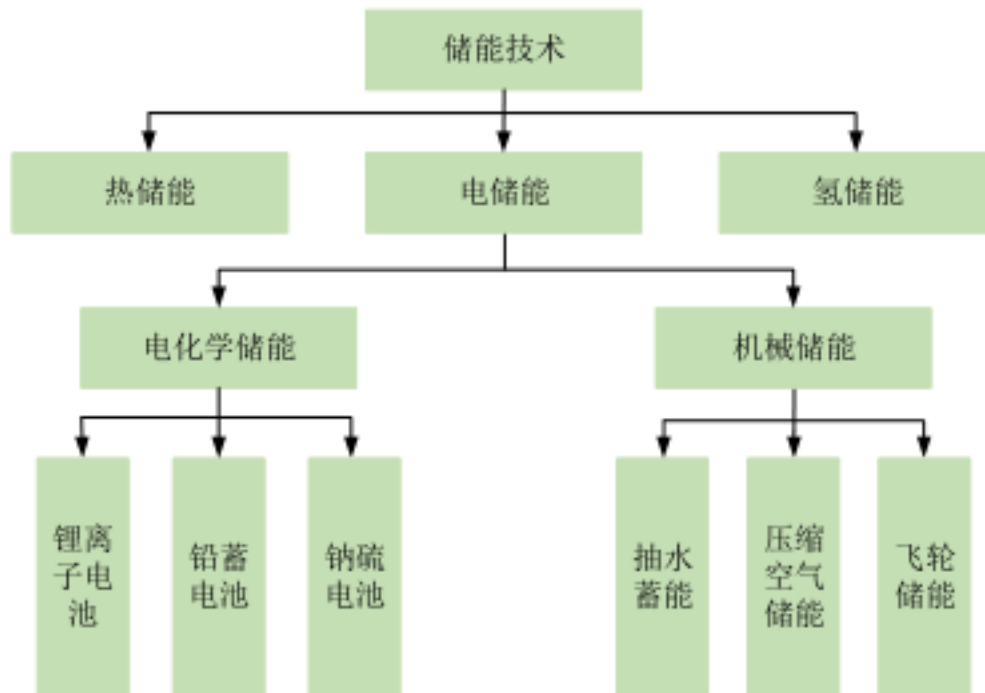 储能技术
热储能
电储能
氢储能
电化学储能
机械储能
锂离
子电
池
铅蓄
电池
钠硫
电池
抽水
蓄能
压缩
空气
储能
飞轮
储能